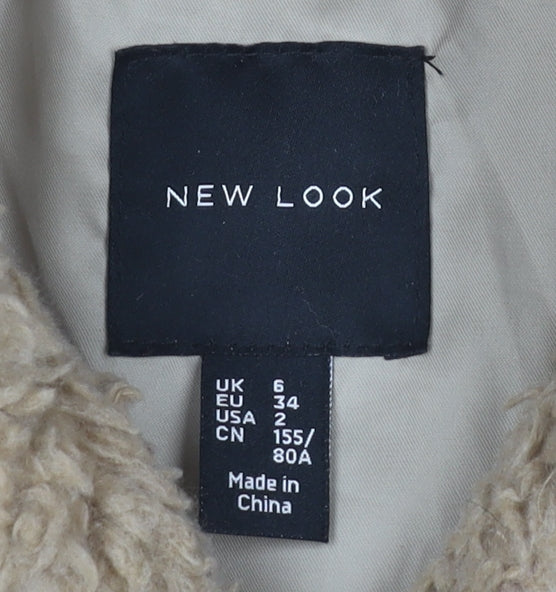 NEW LOOK
UK 6
EU 34
USA 2
CN 155/
80A
Made in
China